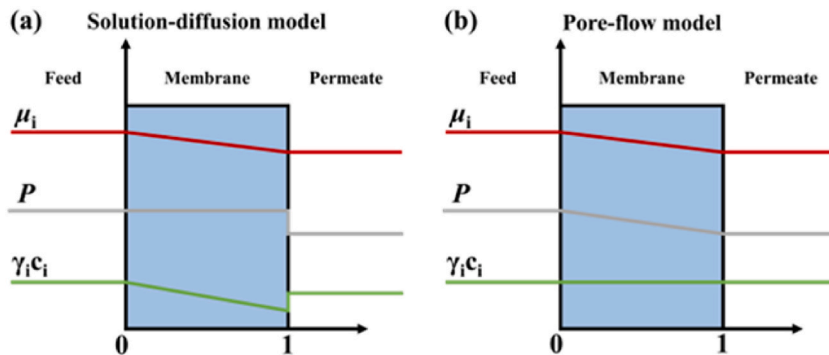 (a) Solution-diffusion model
Feed Membrane Permeate
μi
P
γici
0 1
(b) Pore-flow model
Feed Membrane Permeate
μi
P
γici
0 1